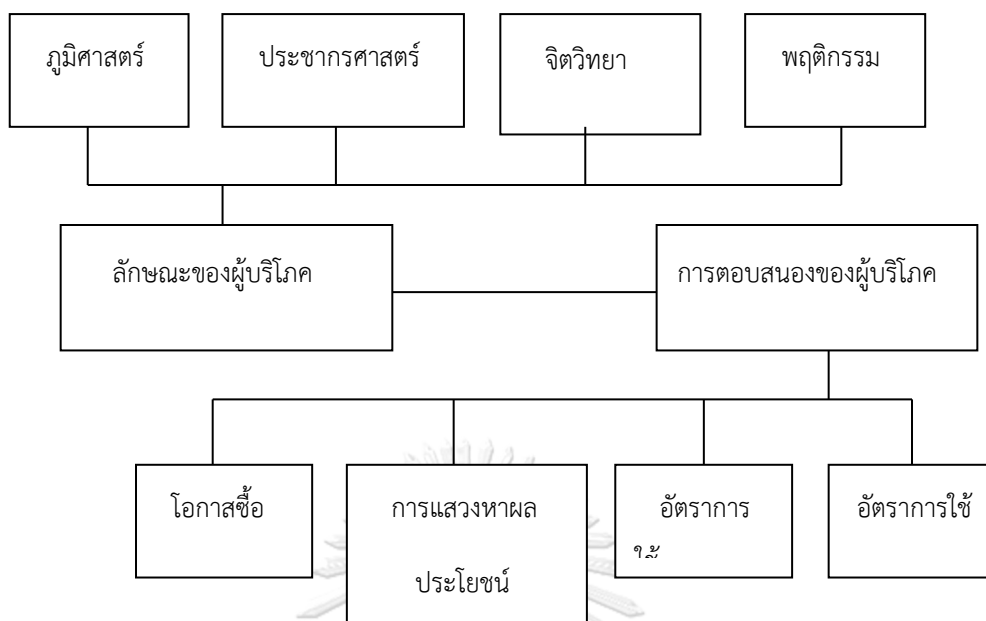 ภูมิศาสตร์
ประชากรศาสตร์
จิตวิทยา
พฤติกรรม
ลักษณะของผู้บริโภค
การตอบสนองของผู้บริโภค
โอกาสซื้อ
การแสวงหาผล
ประโยชน์
อัตราการ
อัตราการใช้